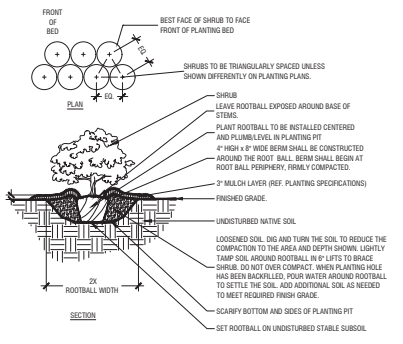 FRONT
OF
BED
BEST FACE OF SHRUB TO FACE
FRONT OF PLANTING BED
EQ.
SHRUBS TO BE TRIANGULARLY SPACED UNLESS
SHOWN DIFFERENTLY ON PLANTING PLANS.
EQ.
PLAN
SHRUB
LEAVE ROOTBALL EXPOSED AROUND BASE OF
STEMS.
PLANT ROOTBALL TO BE INSTALLED CENTERED
AND PLUMB/LEVEL IN PLANTING PIT
4" HIGH x 8" WIDE BERM SHALL BE CONSTRUCTED
AROUND THE ROOT BALL. BERM SHALL BEGIN AT
ROOT BALL PERIPHERY, FIRMLY COMPACTED.
3" MULCH LAYER (REF. PLANTING SPECIFICATIONS)
FINISHED GRADE.
UNDISTURBED NATIVE SOIL
LOOSENED SOIL. DIG AND TURN THE SOIL TO REDUCE THE
COMPACTION TO THE AREA AND DEPTH SHOWN. LIGHTLY
TAMP SOIL AROUND ROOTBALL IN 6" LIFTS TO BRACE
SHRUB. DO NOT OVER COMPACT. WHEN PLANTING HOLE
HAS BEEN BACKFILLED, POUR WATER AROUND ROOTBALL
TO SETTLE THE SOIL. ADD ADDITIONAL SOIL AS NEEDED
TO MEET REQUIRED FINISH GRADE.
2X
ROOTBALL WIDTH
SCARIFY BOTTOM AND SIDES OF PLANTING PIT
SECTION
SET ROOTBALL ON UNDISTURBED STABLE SUBSOIL